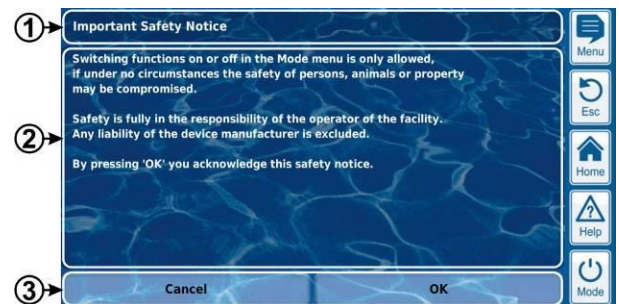 1
Important Safety Notice
2
Switching functions on or off in the Mode menu is only allowed,
if under no circumstances the safety of persons, animals or property
may be compromised.
Safety is fully in the responsibility of the operator of the facility.
Any liability of the device manufacturer is excluded.
By pressing 'OK' you acknowledge this safety notice.
3
Cancel
OK
Menu
Esc
Home
?
Help
Mode